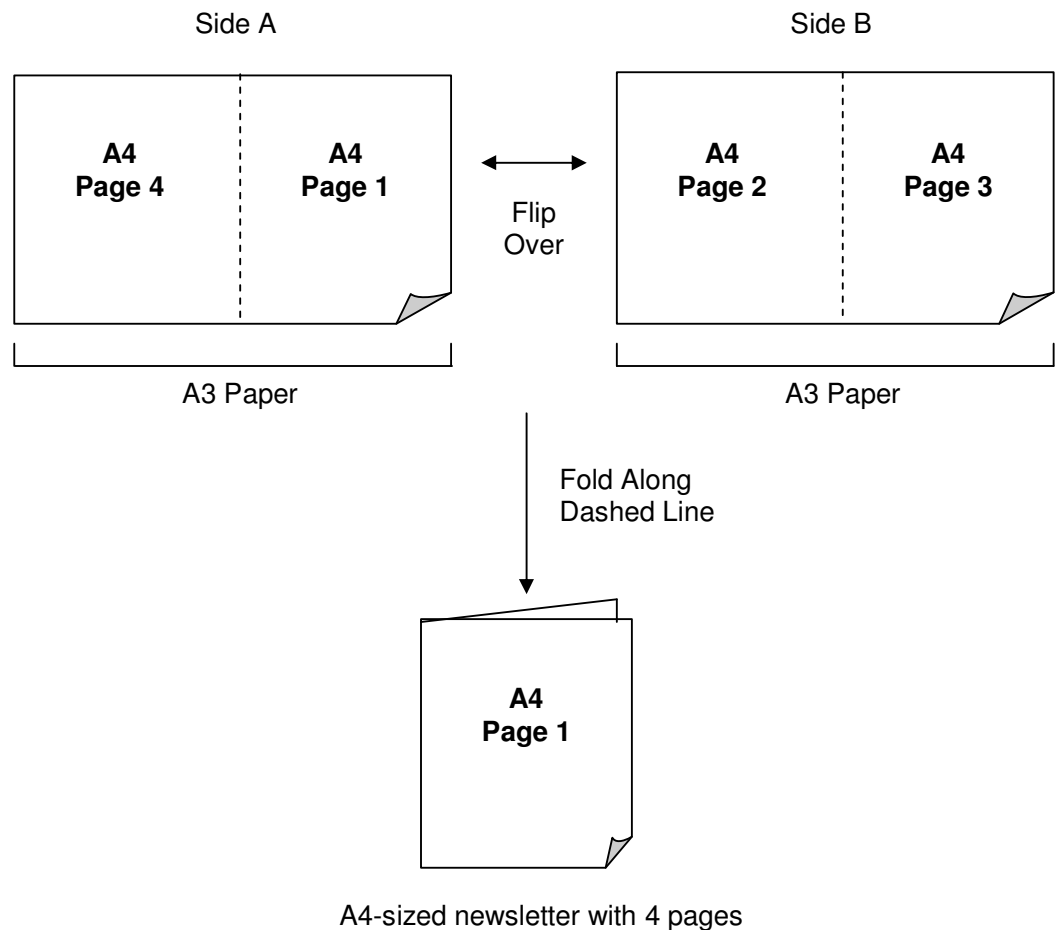 Side A
Side B
A4
Page 4
A4
Page 1
Flip
Over
A4
Page 2
A4
Page 3
A3 Paper
A3 Paper
Fold Along
Dashed Line
A4
Page 1
A4-sized newsletter with 4 pages